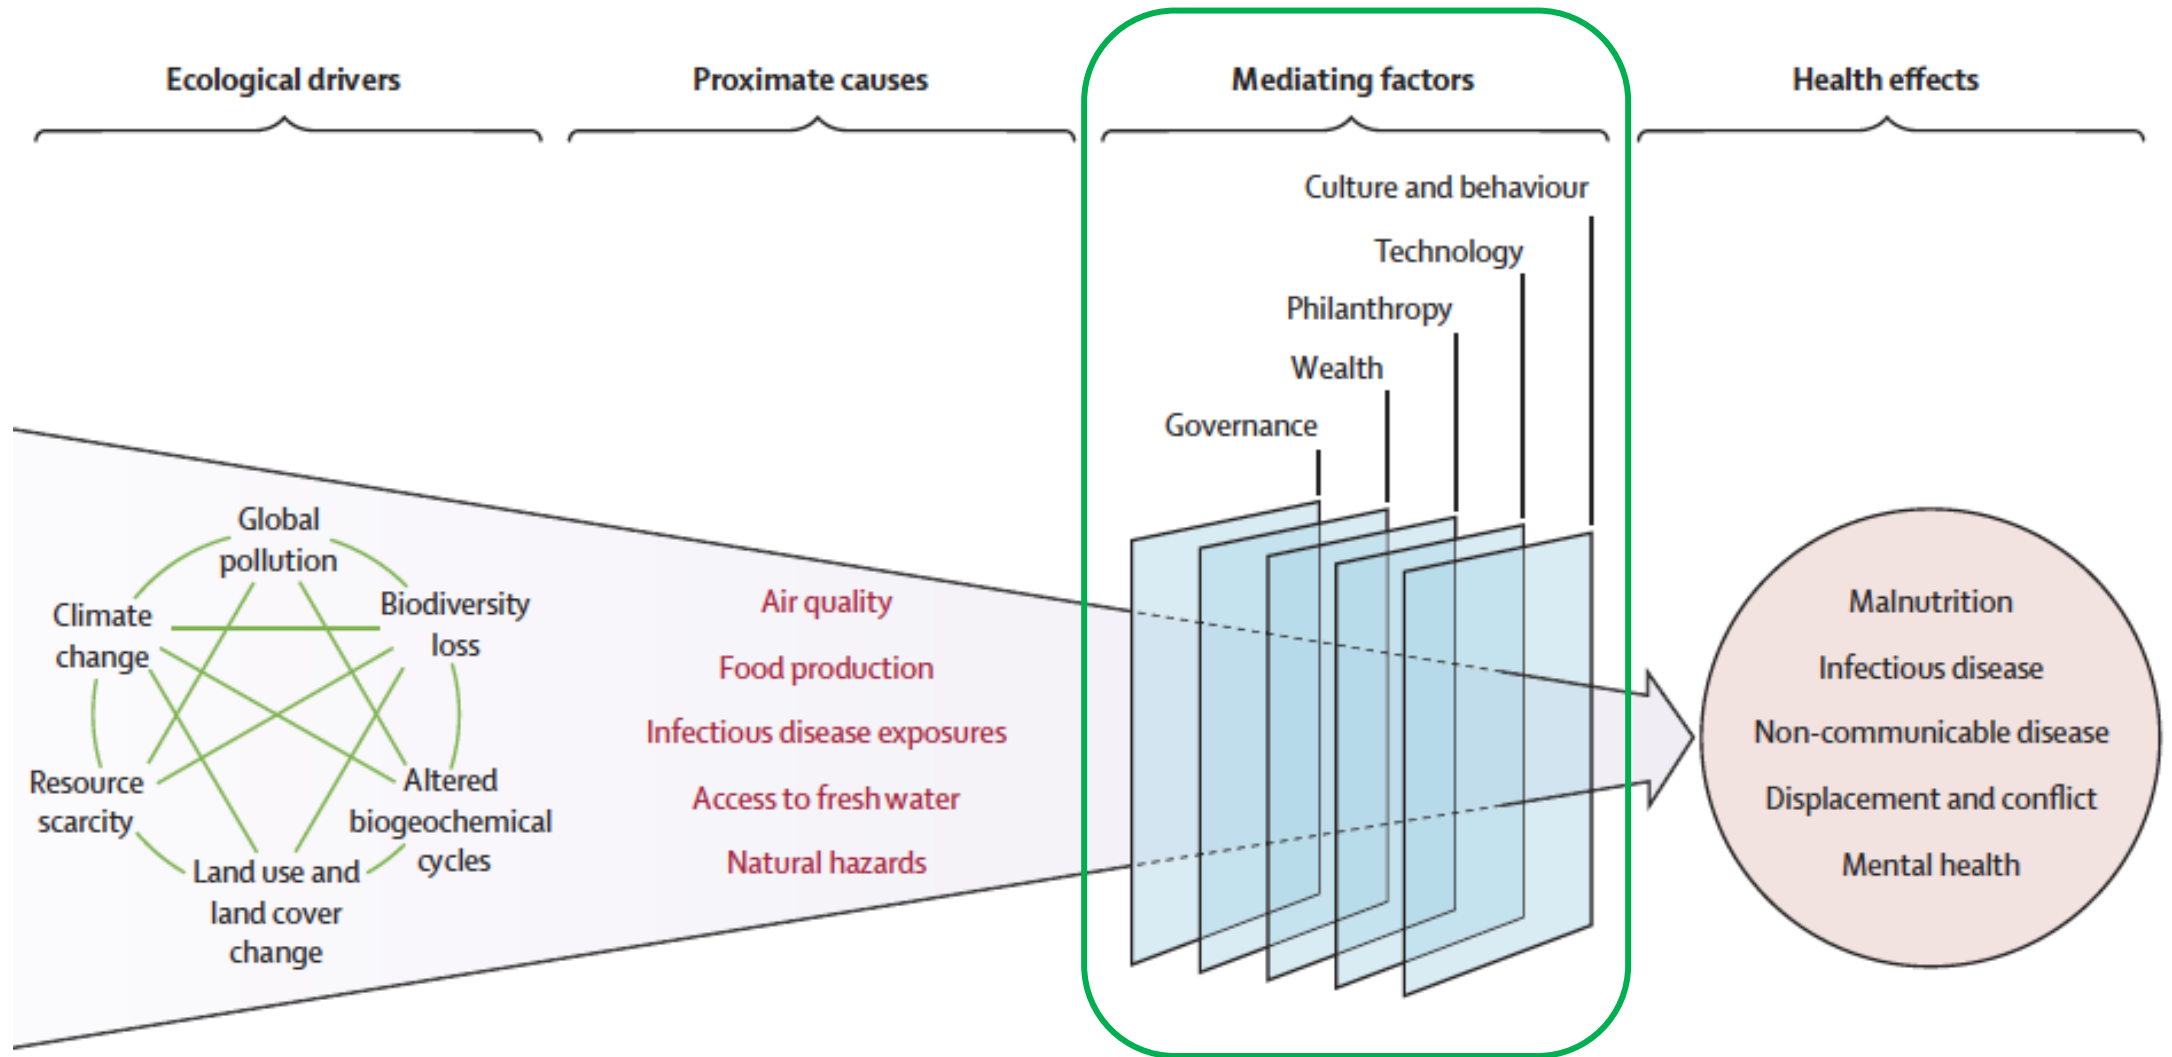 Ecological drivers
Proximate causes
Mediating factors
Health effects
Culture and behaviour
Technology
Philanthropy
Wealth
Governance
Global
pollution
Climate
change
Biodiversity
loss
Resource
scarcity
Altered
biogeochemical
cycles
Land use and
land cover
change
Air quality
Food production
Infectious disease exposures
Access to fresh water
Natural hazards
Malnutrition
Infectious disease
Non-communicable disease
Displacement and conflict
Mental health